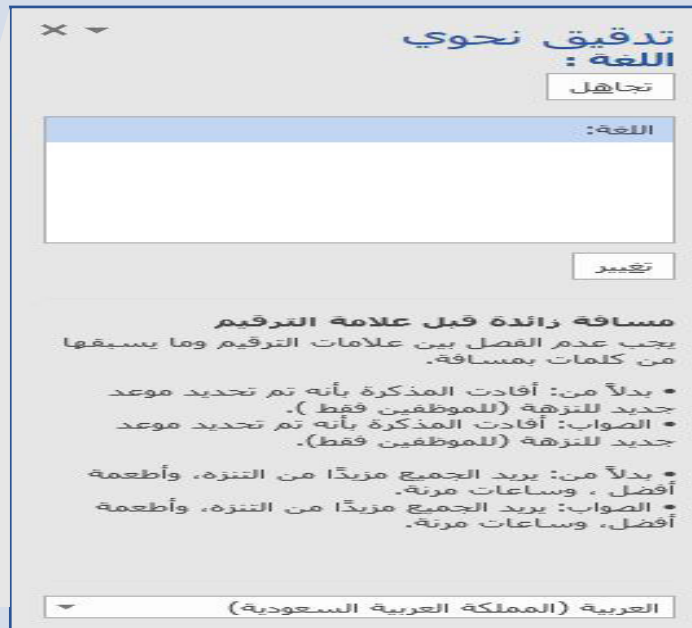 تدقيق نحوي
اللغة :
تجاهل
اللغة:
تغيير
مسافة زائدة قبل علامة الترقيم
يجب عدم الفصل بين علامات الترقيم وما يسبقها
من كلمات بمسافة.
• بدلاً من: أفادت المذكرة بأنه تم تحديد موعد
جديد للنزهة (للموظفين فقط ).
• الصواب: أفادت المذكرة بأنه تم تحديد موعد
جديد للنزهة (للموظفين فقط).
• بدلاً من: يريد الجميع مزيدًا من التنزه، وأطعمة
أفضل ، وساعات مرنة.
• الصواب: يريد الجميع مزيدًا من التنزه، وأطعمة
أفضل، وساعات مرنة.
العربية (المملكة العربية السعودية)